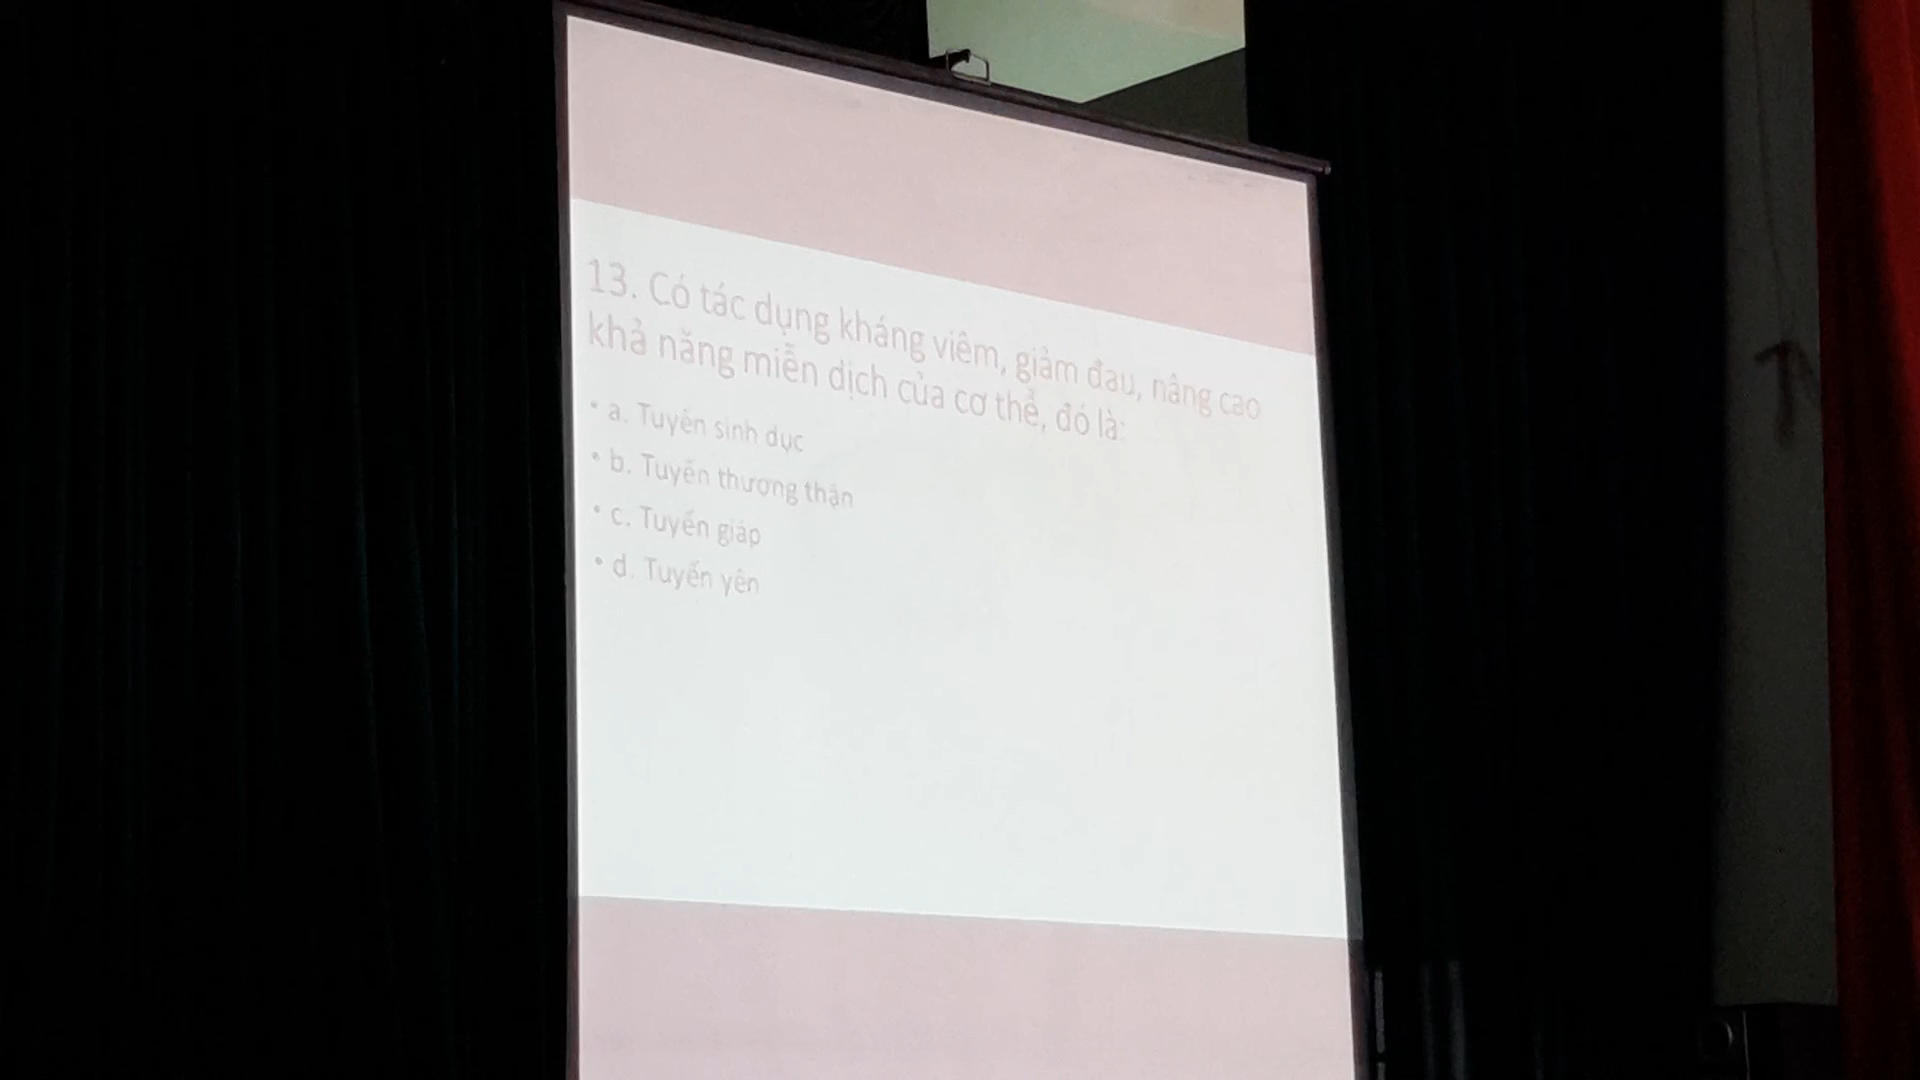 13. Có tác dụng kháng viêm, giảm đau, nâng cao
khả năng miễn dịch của cơ thể, đó là:
• a. Tuyến sinh dục
• b. Tuyến thượng thận
• c. Tuyến giáp
• d. Tuyến yên